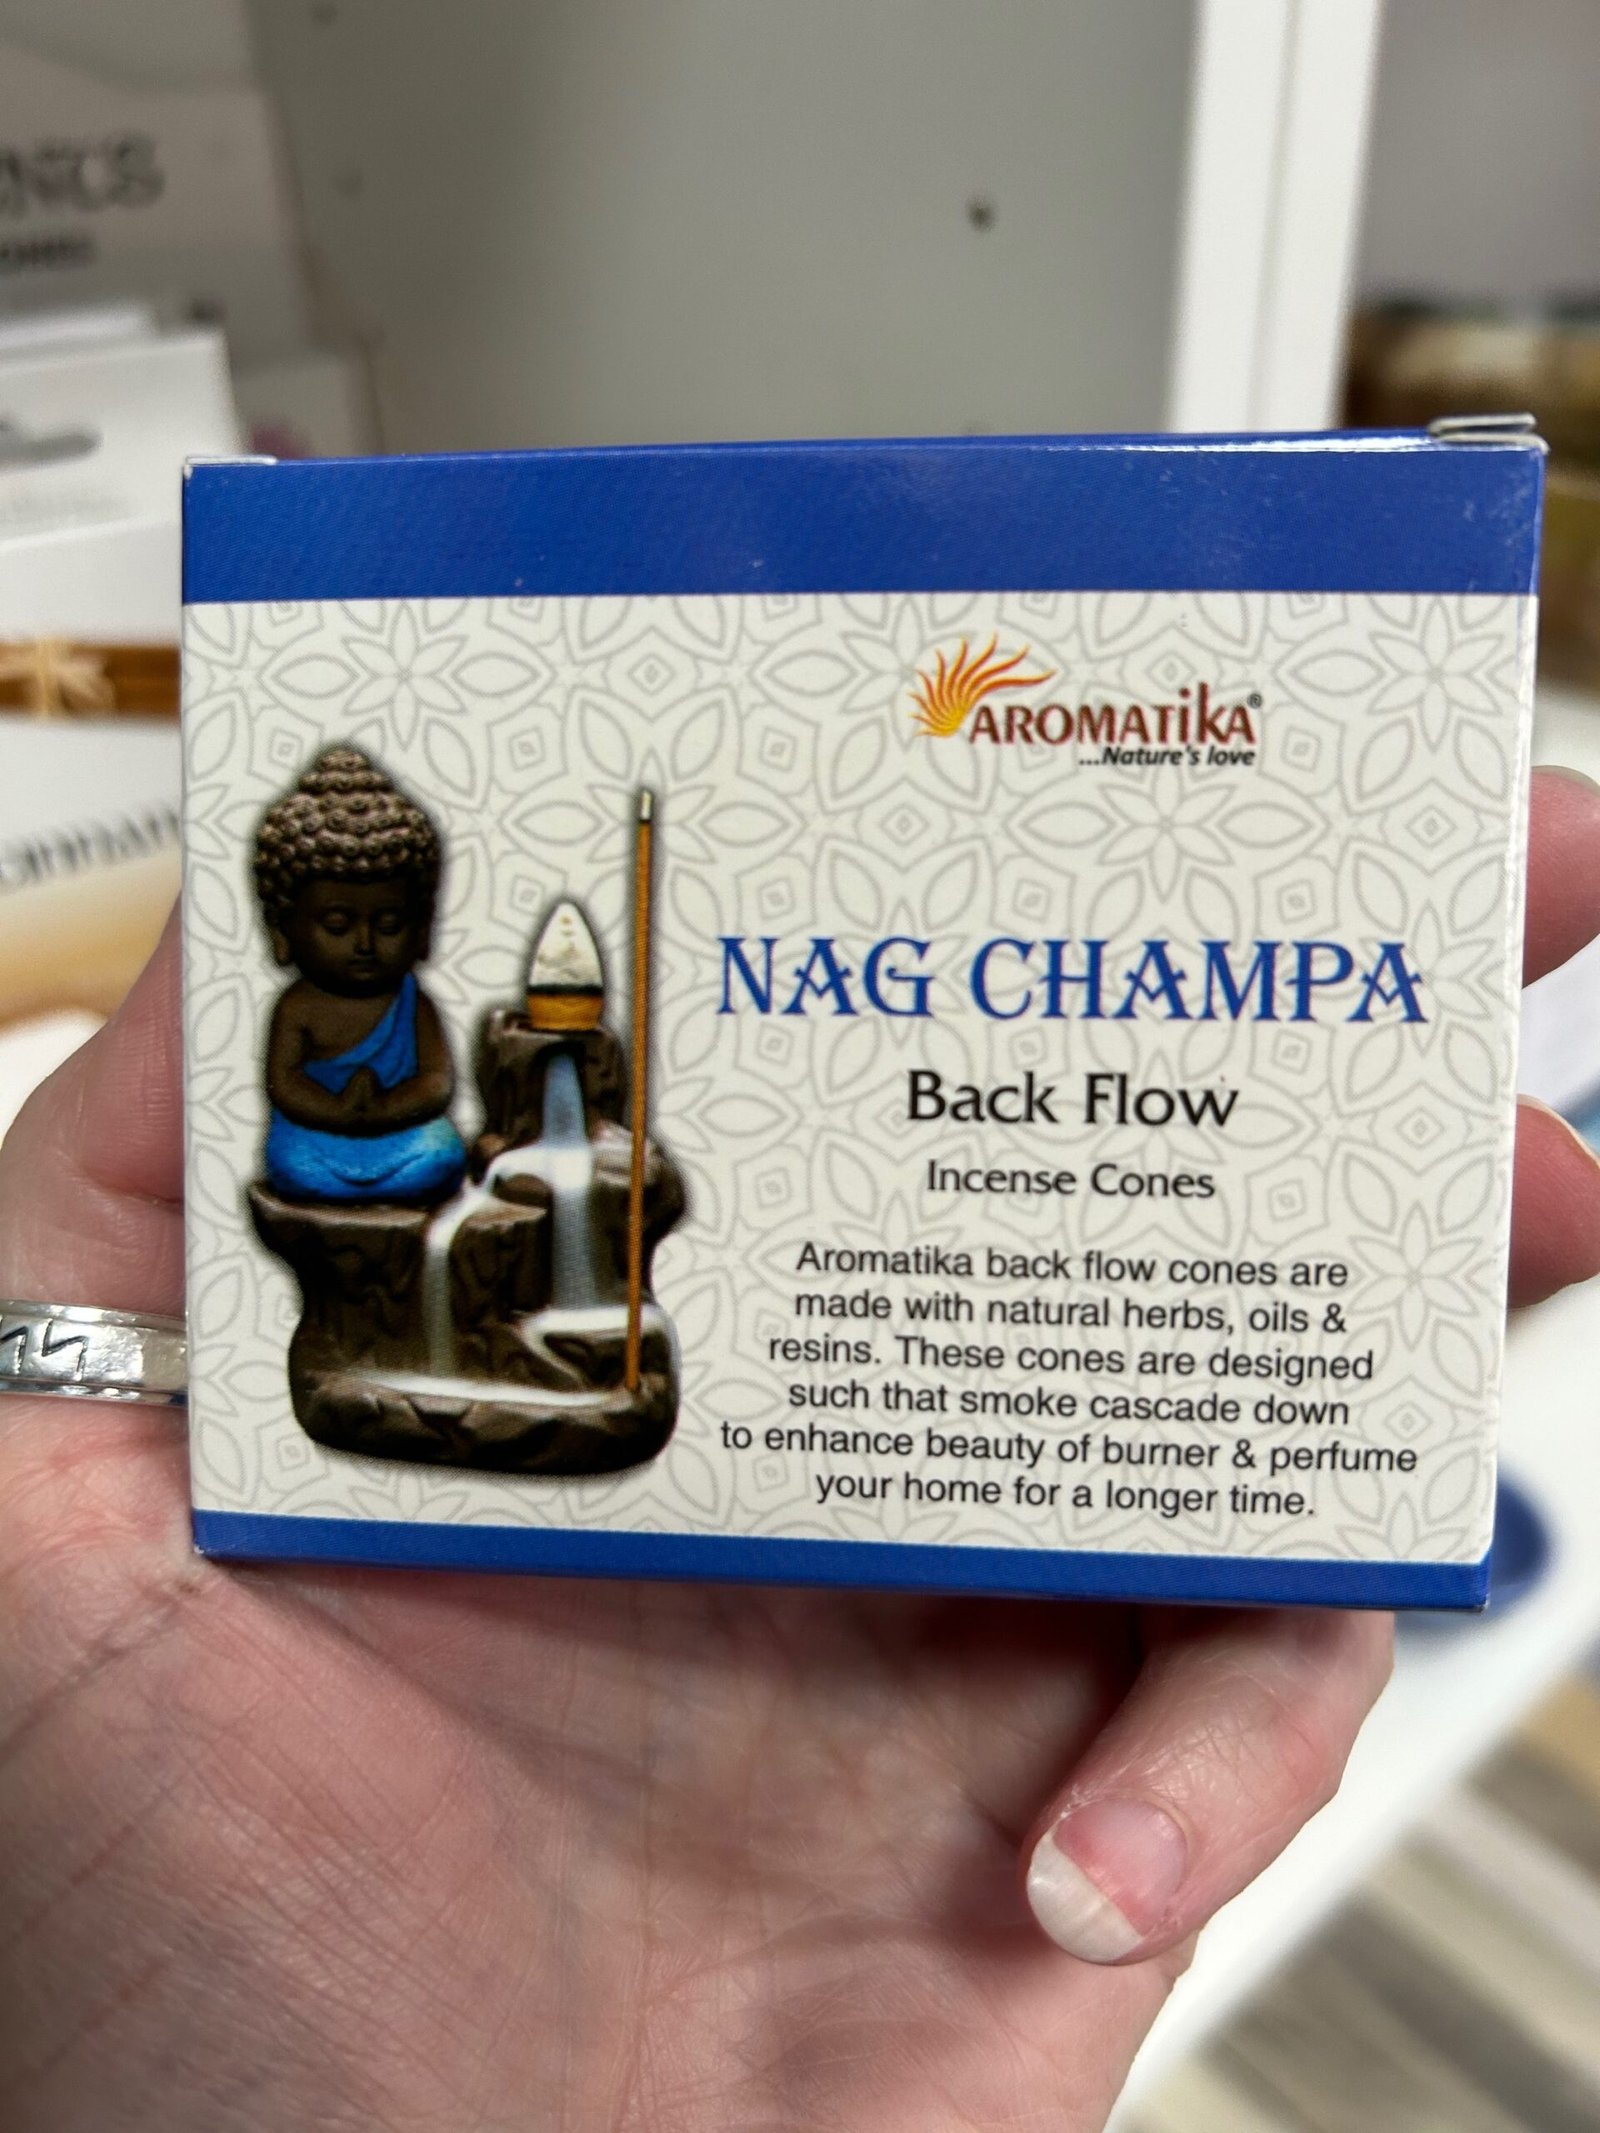 AROMATiKA®
...Nature's love
NAG CHAMPA
Back Flow
Incense Cones
Aromatika back flow cones are
made with natural herbs, oils &
resins. These cones are designed
such that smoke cascade down
to enhance beauty of burner & perfume
your home for a longer time.